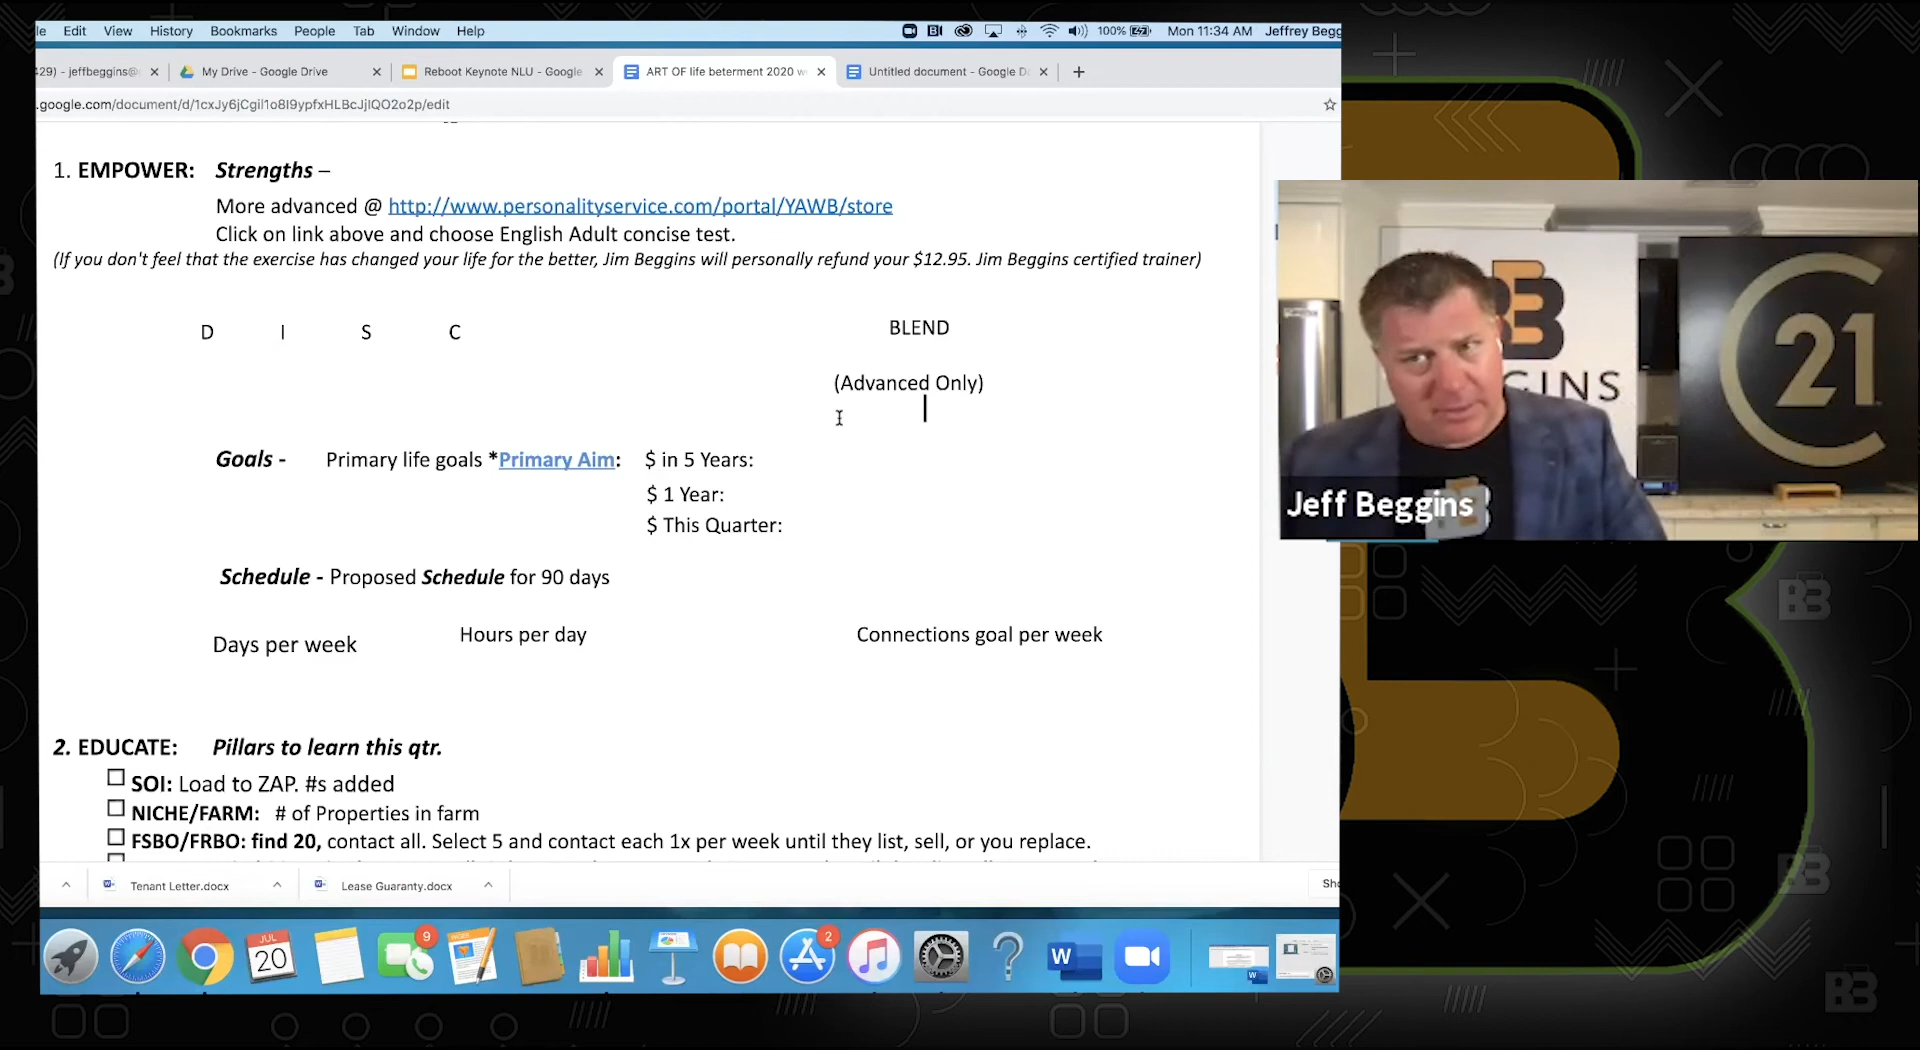 le Edit View History Bookmarks People Tab Window Help 100% Mon 11:34 AM Jeffrey Begg
429) - jeffbeggins@ My Drive - Google Drive Reboot Keynote NLU - Google ART OF life beterment 2020 w Untitled document - Google D
.google.com/document/d/1cxJy6jCgil1o8I9ypfxHLBcJjIQO2o2p/edit
1. EMPOWER: Strengths –
More advanced @ http://www.personalityservice.com/portal/YAWB/store
Click on link above and choose English Adult concise test.
(If you don't feel that the exercise has changed your life for the better, Jim Beggins will personally refund your $12.95. Jim Beggins certified trainer)
D I S C BLEND
(Advanced Only)
Goals - Primary life goals *Primary Aim: $ in 5 Years:
$ 1 Year:
$ This Quarter:
Schedule - Proposed Schedule for 90 days
Days per week Hours per day Connections goal per week
2. EDUCATE: Pillars to learn this qtr.
SOI: Load to ZAP. #s added
NICHE/FARM: # of Properties in farm
FSBO/FRBO: find 20, contact all. Select 5 and contact each 1x per week until they list, sell, or you replace.
Tenant Letter.docx Lease Guaranty.docx Sho
JUL 20 9 2
GINS
C21
Jeff Beggins